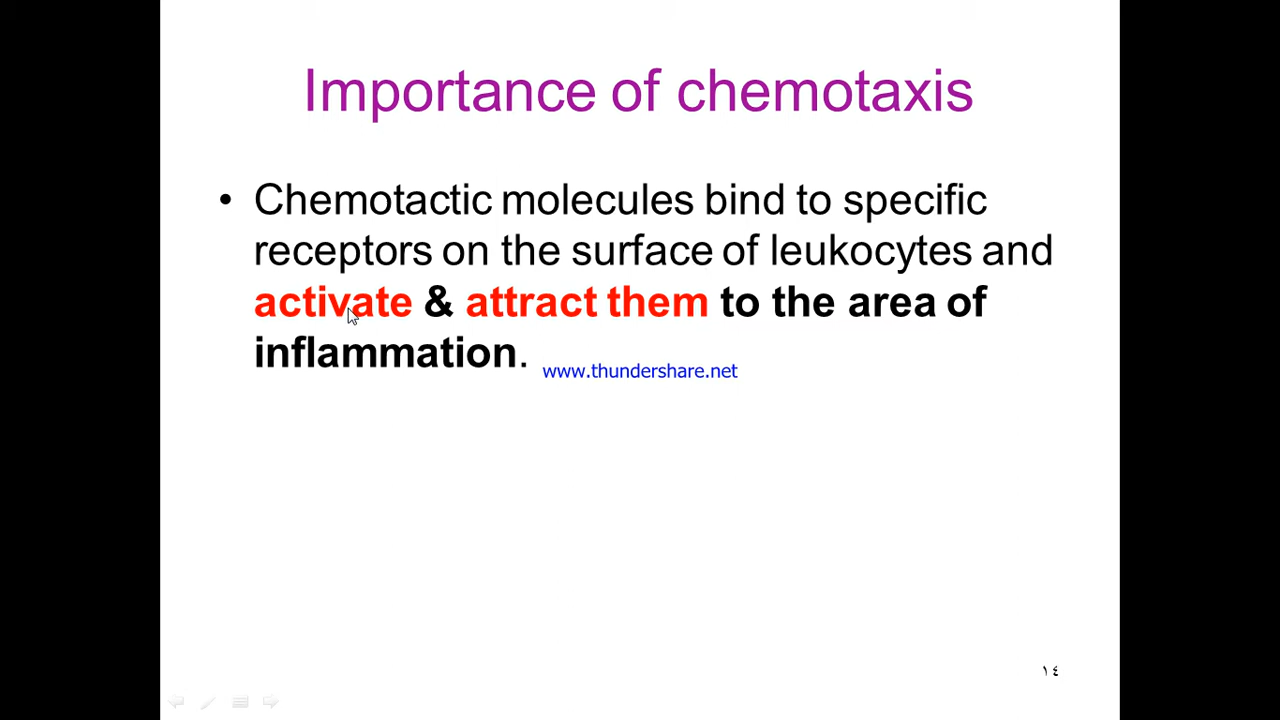 Importance of chemotaxis
• Chemotactic molecules bind to specific
receptors on the surface of leukocytes and
activate & attract them to the area of
inflammation.
www.thundershare.net
١٤